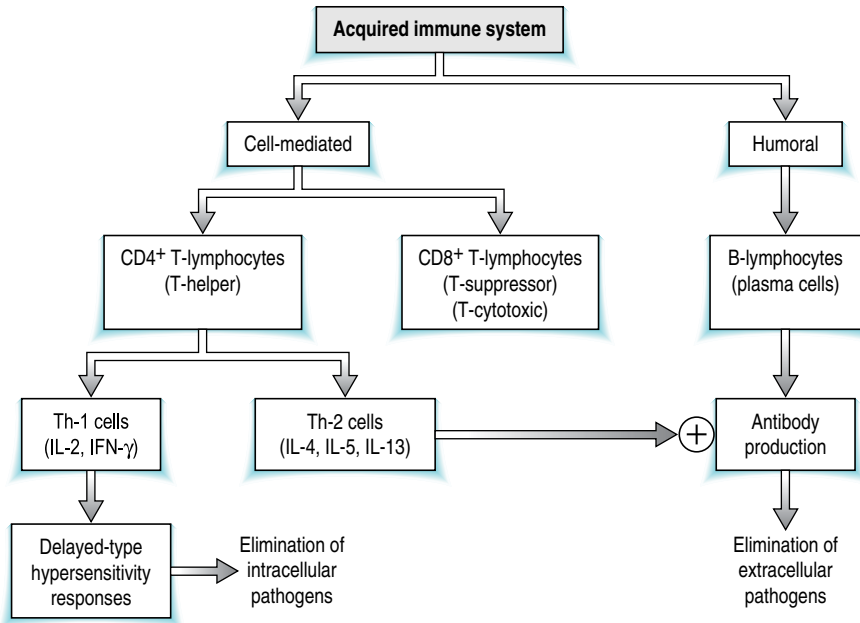 Acquired immune system
Cell-mediated
Humoral
CD4+ T-lymphocytes
(T-helper)
CD8+ T-lymphocytes
(T-suppressor)
(T-cytotoxic)
B-lymphocytes
(plasma cells)
Th-1 cells
(IL-2, IFN-γ)
Th-2 cells
(IL-4, IL-5, IL-13)
+
Antibody
production
Delayed-type
hypersensitivity
responses
Elimination of
intracellular
pathogens
Elimination of
extracellular
pathogens